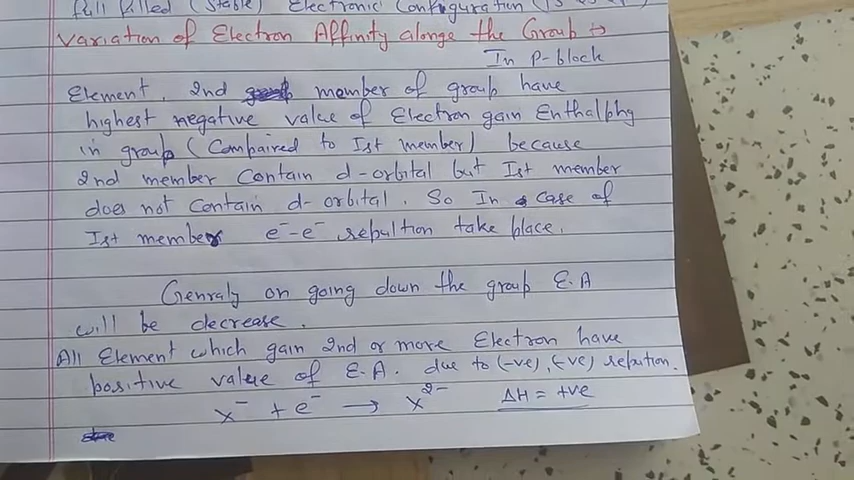 full filled (Stable) Electronic Configuration
Variation of Electron Affinity alonge the Group :→
In P-block
Element, 2nd member of group have
highest negative value of Electron gain Enthalphy
in group (Compaired to Ist member) because
2nd member Contain d-orbital but Ist member
does not Contain d-orbital. So In case of
Ist member e⁻-e⁻ repultion take place.
Genraly on going down the group E.A
will be decrease.
All Element which gain 2nd or more Electron have
positive value of E.A. due to (-ve), (-ve) repultion.
X⁻ + e⁻ → X²⁻ ΔH = +ve